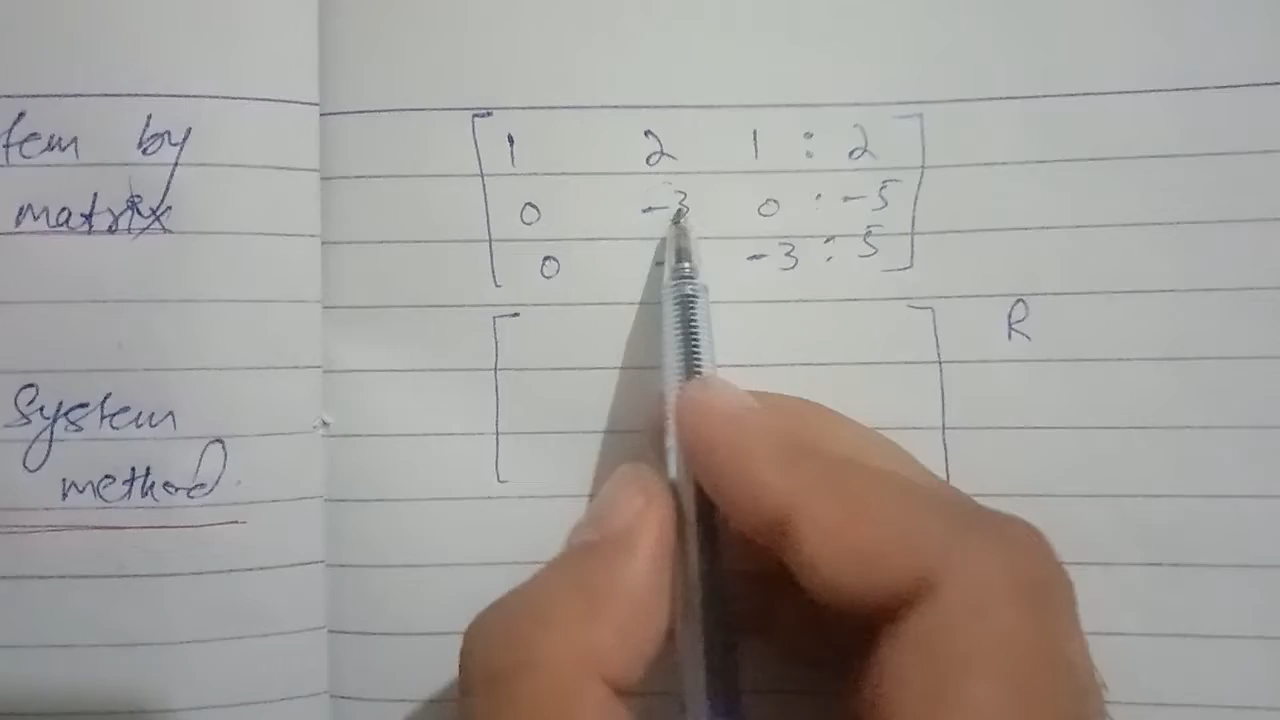 tem by
matrix
System
method.
1 2 1 : 2
0 -3 0 : -5
0 - -3 : 5
R